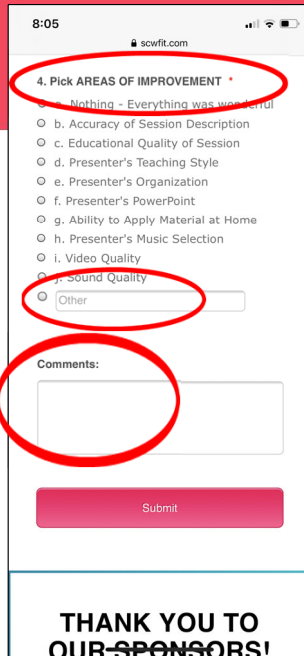 8:05
scwfit.com
4. Pick AREAS OF IMPROVEMENT *
a. Nothing - Everything was wonderful
b. Accuracy of Session Description
c. Educational Quality of Session
d. Presenter's Teaching Style
e. Presenter's Organization
f. Presenter's PowerPoint
g. Ability to Apply Material at Home
h. Presenter's Music Selection
i. Video Quality
j. Sound Quality
Other
Comments:
Submit
THANK YOU TO
OUR SPONSORS!